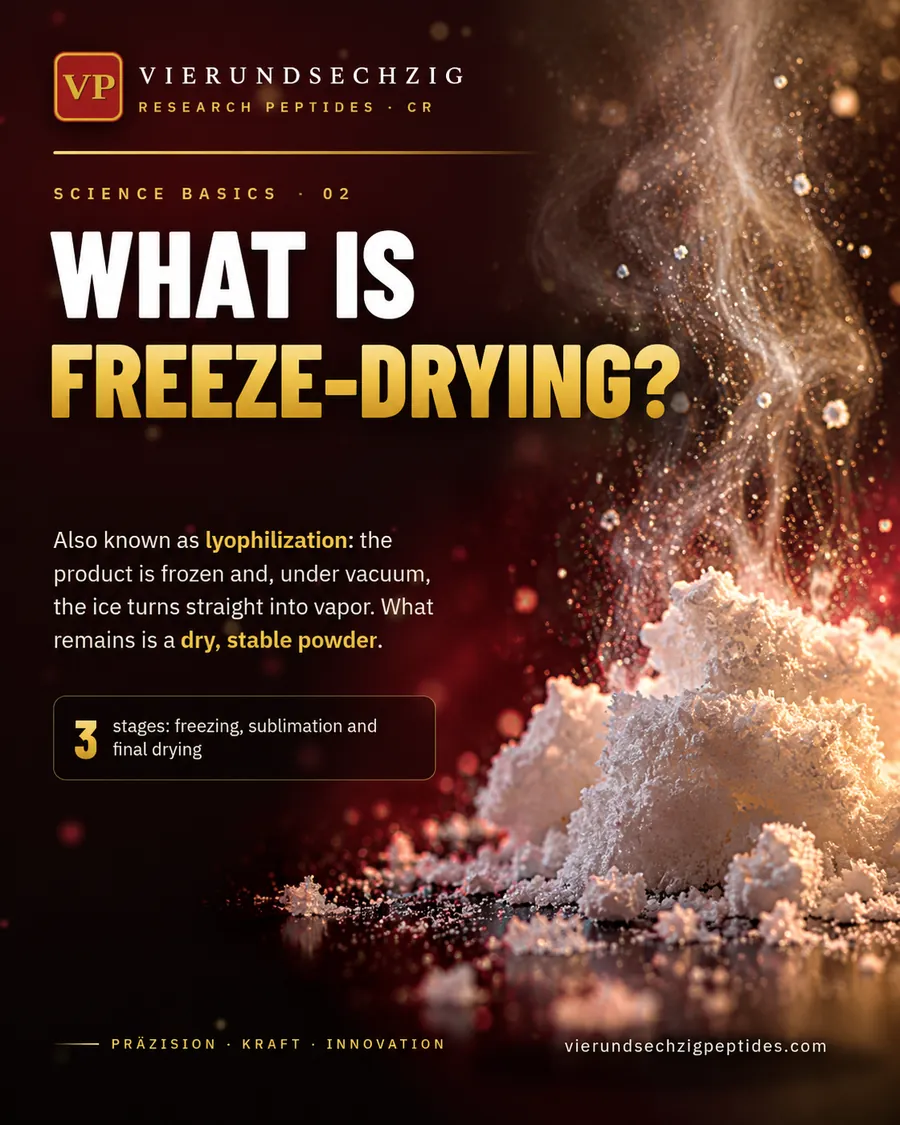 VP
VIERUNDSECHZIG
RESEARCH PEPTIDES · CR
SCIENCE BASICS · 02
WHAT IS
FREEZE-DRYING?
Also known as lyophilization: the
product is frozen and, under vacuum,
the ice turns straight into vapor. What
remains is a dry, stable powder.
3
stages: freezing, sublimation and
final drying
PRÄZISION · KRAFT · INNOVATION
vierundsechzigpeptides.com